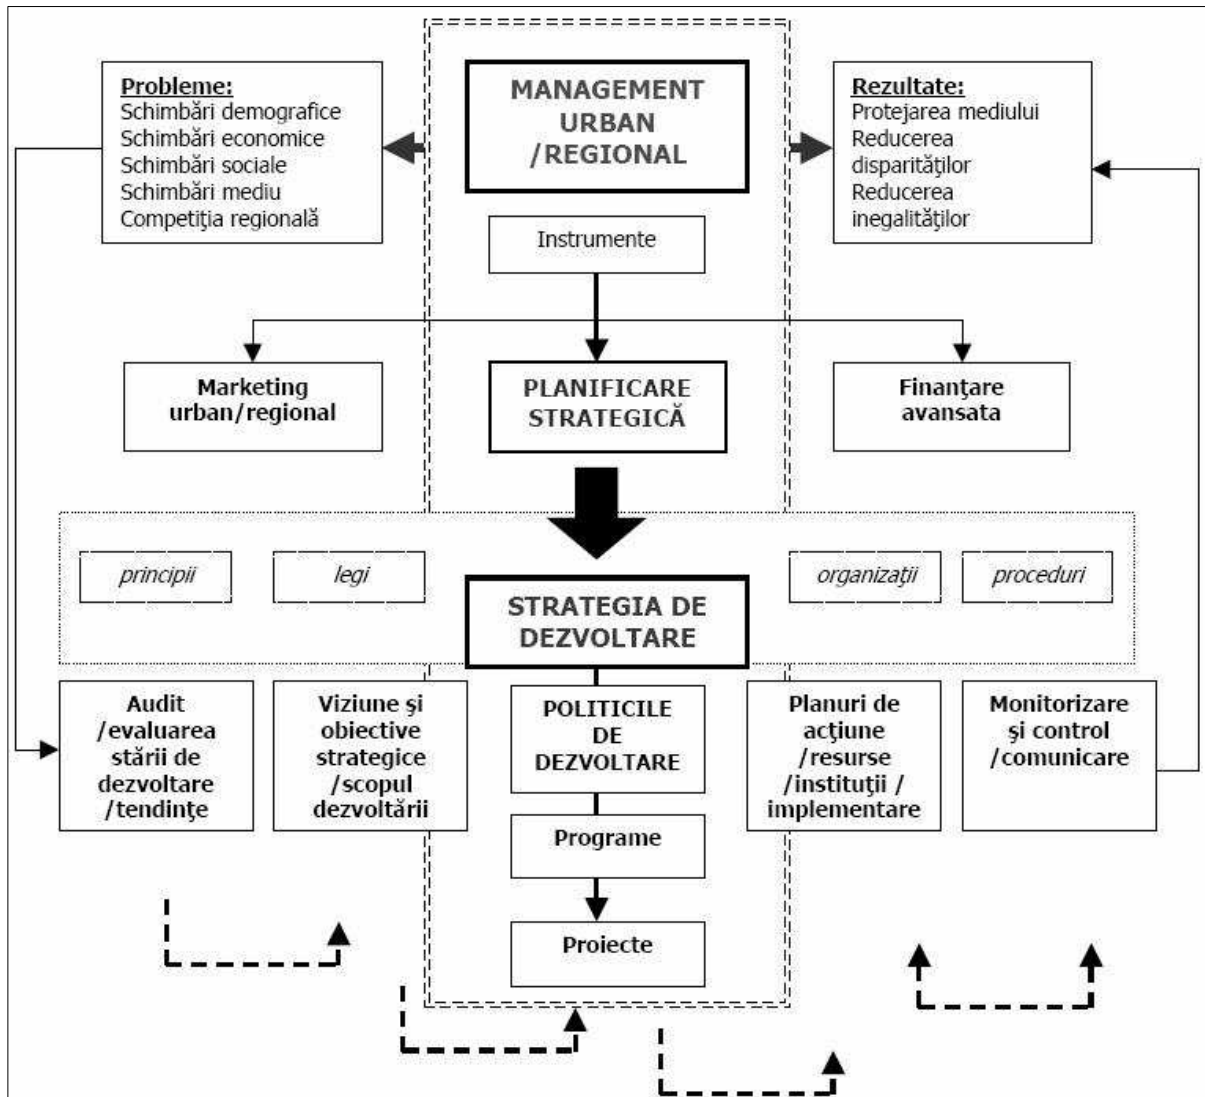 Probleme:
Schimbări demografice
Schimbări economice
Schimbări sociale
Schimbări mediu
Competiţia regională
MANAGEMENT
URBAN
/REGIONAL
Rezultate:
Protejarea mediului
Reducerea
disparităţilor
Reducerea
inegalităţilor
Instrumente
Marketing
urban/regional
PLANIFICARE
STRATEGICĂ
Finanţare
avansata
principii
legi
organizaţii
proceduri
STRATEGIA DE
DEZVOLTARE
Audit
/evaluarea
stării de
dezvoltare
/tendinţe
Viziune şi
obiective
strategice
/scopul
dezvoltării
POLITICILE
DE
DEZVOLTARE
Planuri de
acţiune
/resurse
/instituţii /
implementare
Monitorizare
şi control
/comunicare
Programe
Proiecte